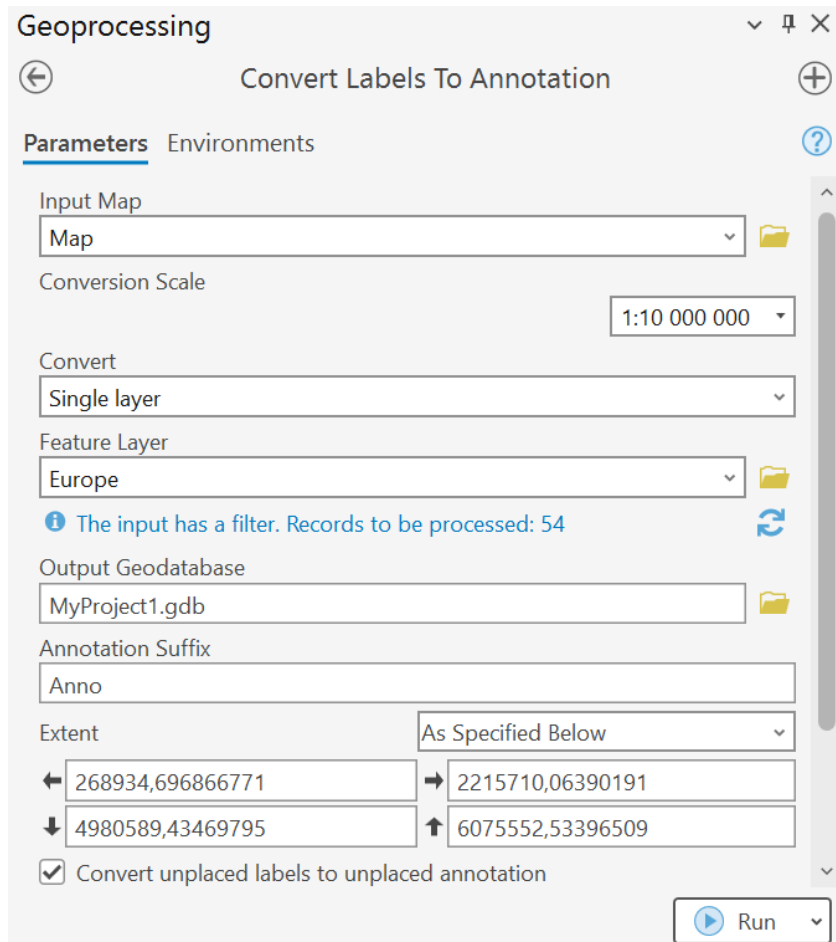 Geoprocessing
Convert Labels To Annotation
Parameters Environments
Input Map
Map
Conversion Scale
1:10 000 000
Convert
Single layer
Feature Layer
Europe
The input has a filter. Records to be processed: 54
Output Geodatabase
MyProject1.gdb
Annotation Suffix
Anno
Extent As Specified Below
268934,696866771 2215710,06390191
4980589,43469795 6075552,53396509
Convert unplaced labels to unplaced annotation
Run